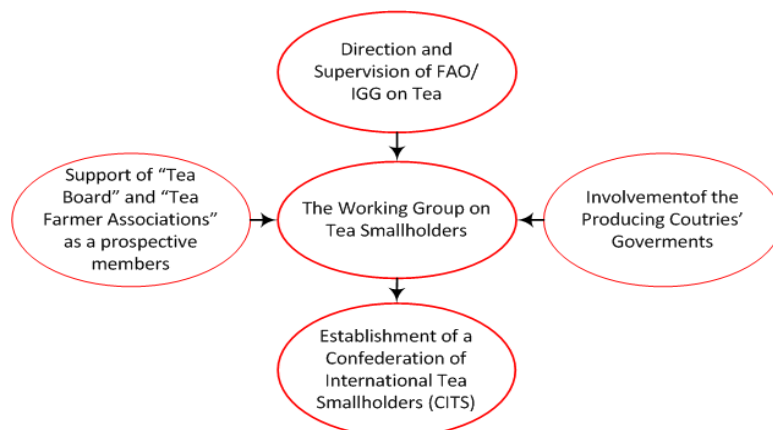 Direction and
Supervision of FAO/
IGG on Tea
Support of “Tea
Board” and “Tea
Farmer Associations”
as a prospective
members
The Working Group on
Tea Smallholders
Involvementof the
Producing Coutries’
Goverments
Establishment of a
Confederation of
International Tea
Smallholders (CITS)